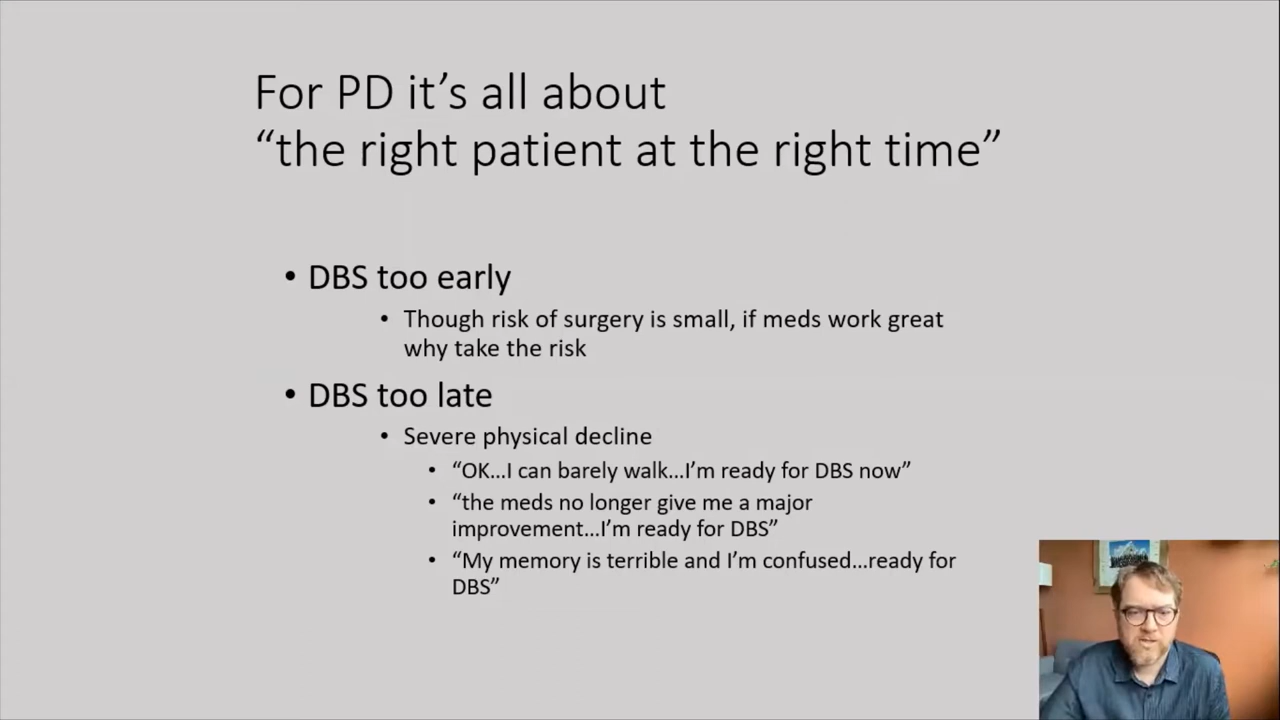 For PD it’s all about
“the right patient at the right time”
• DBS too early
• Though risk of surgery is small, if meds work great
why take the risk
• DBS too late
• Severe physical decline
• “OK…I can barely walk…I’m ready for DBS now”
• “the meds no longer give me a major
improvement…I’m ready for DBS”
• “My memory is terrible and I’m confused…ready for
DBS”